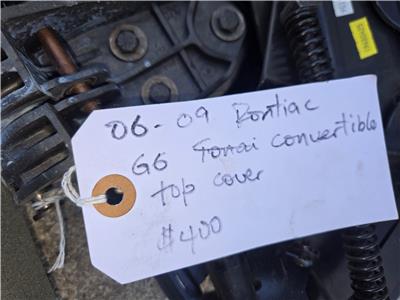 06-09 Pontiac
G6 convertible
top cover
$400